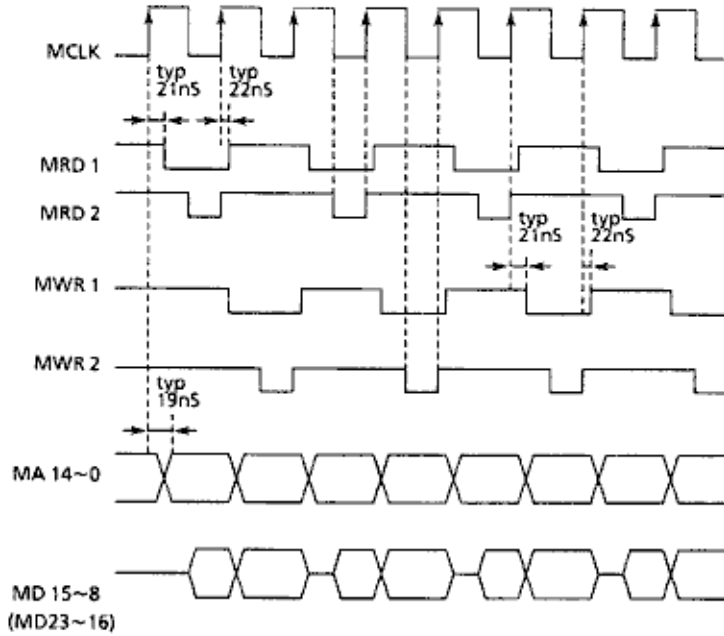 MCLK
typ
21nS
typ
22nS
MRD 1
MRD 2
typ
21nS
typ
22nS
MWR 1
MWR 2
typ
19nS
MA 14~0
MD 15~8
(MD23~16)